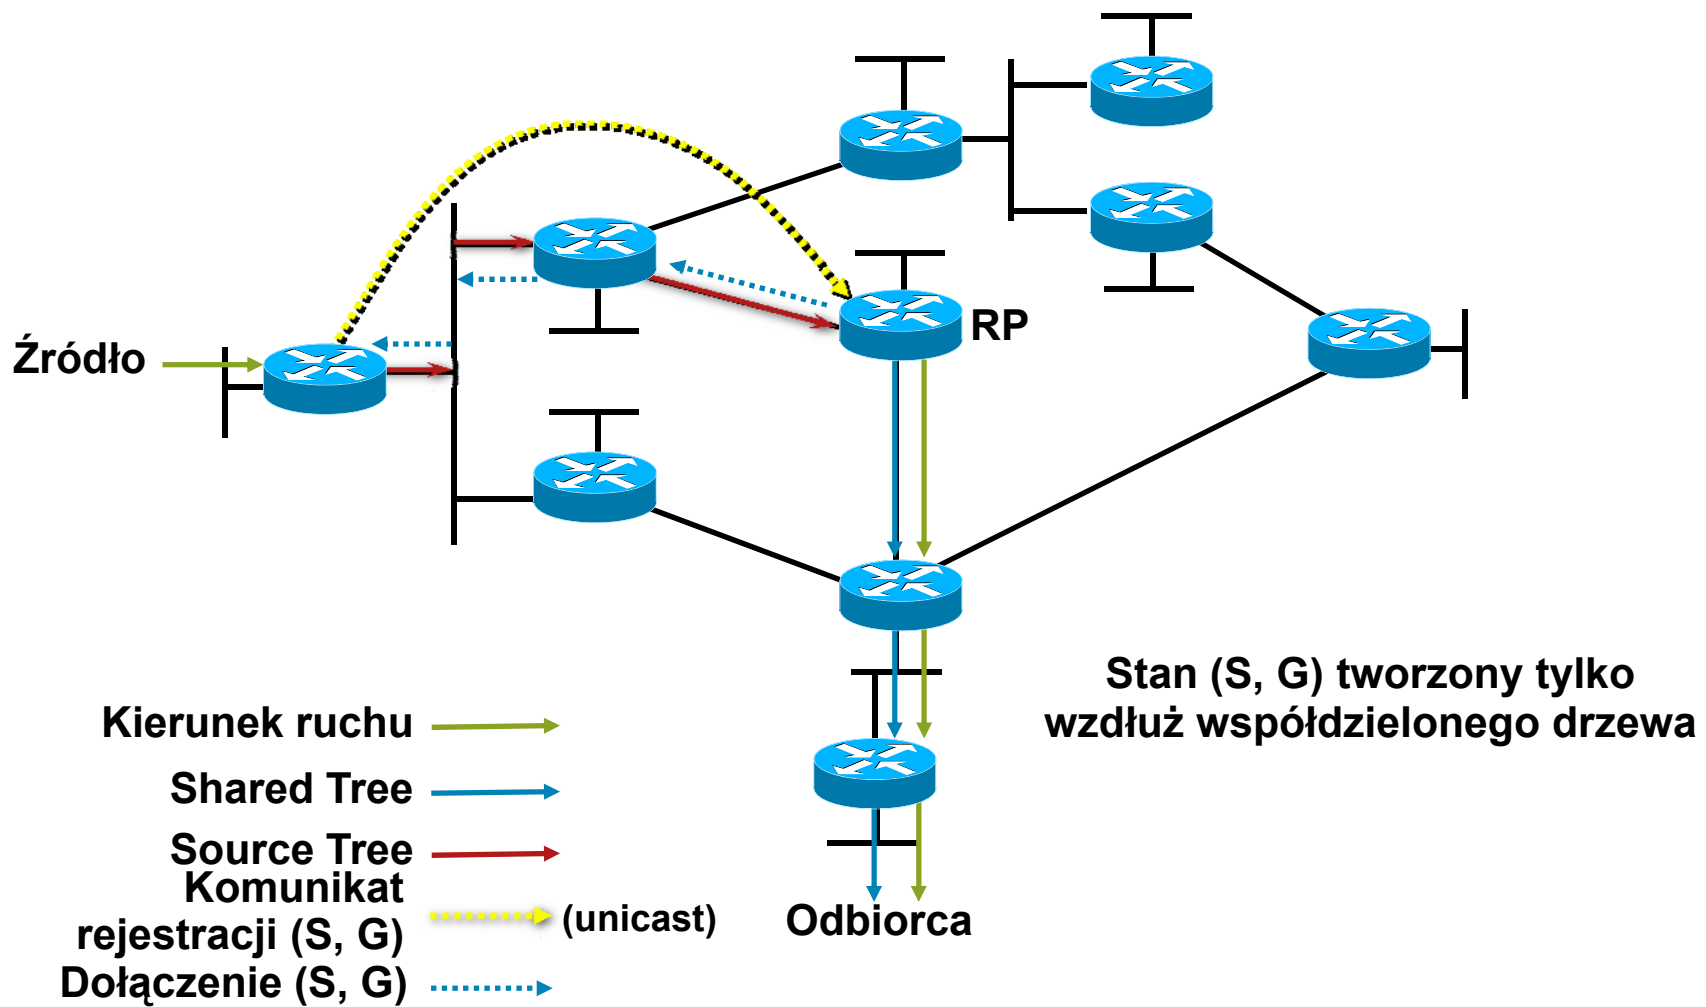 RP
Źródło
Stan (S, G) tworzony tylko
wzdłuż współdzielonego drzewa
Kierunek ruchu
Shared Tree
Source Tree
Komunikat
rejestracji (S, G)
(unicast)
Dołączenie (S, G)
Odbiorca